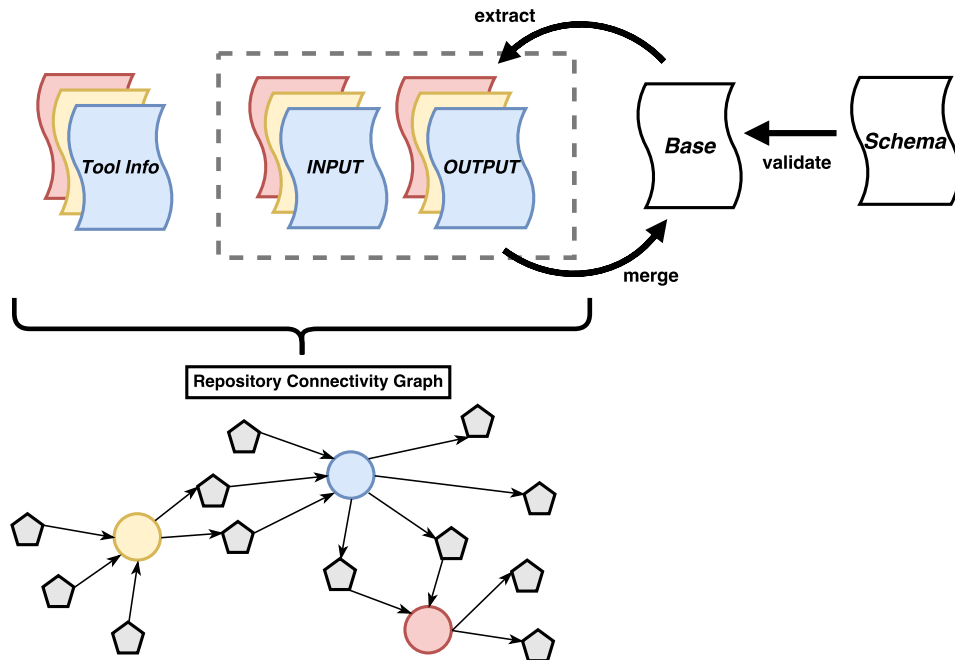 extract
Tool Info
INPUT
OUTPUT
Base
Schema
validate
merge
Repository Connectivity Graph